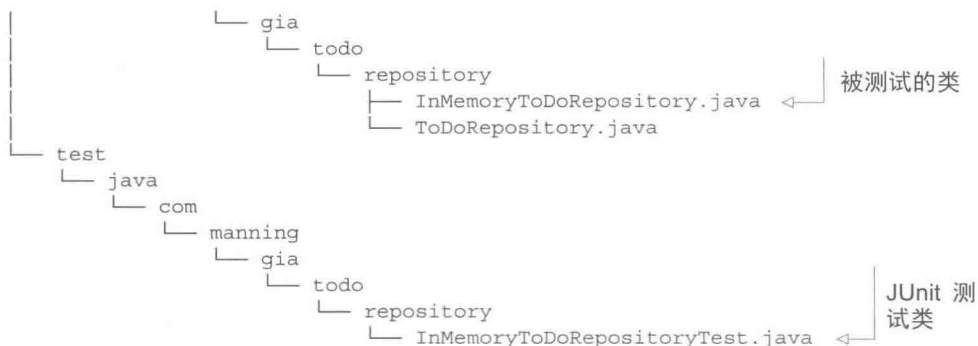 gia
todo
repository
InMemoryToDoRepository.java
被测试的类
ToDoRepository.java
test
java
com
manning
gia
todo
repository
JUnit 测
试类
InMemoryToDoRepositoryTest.java